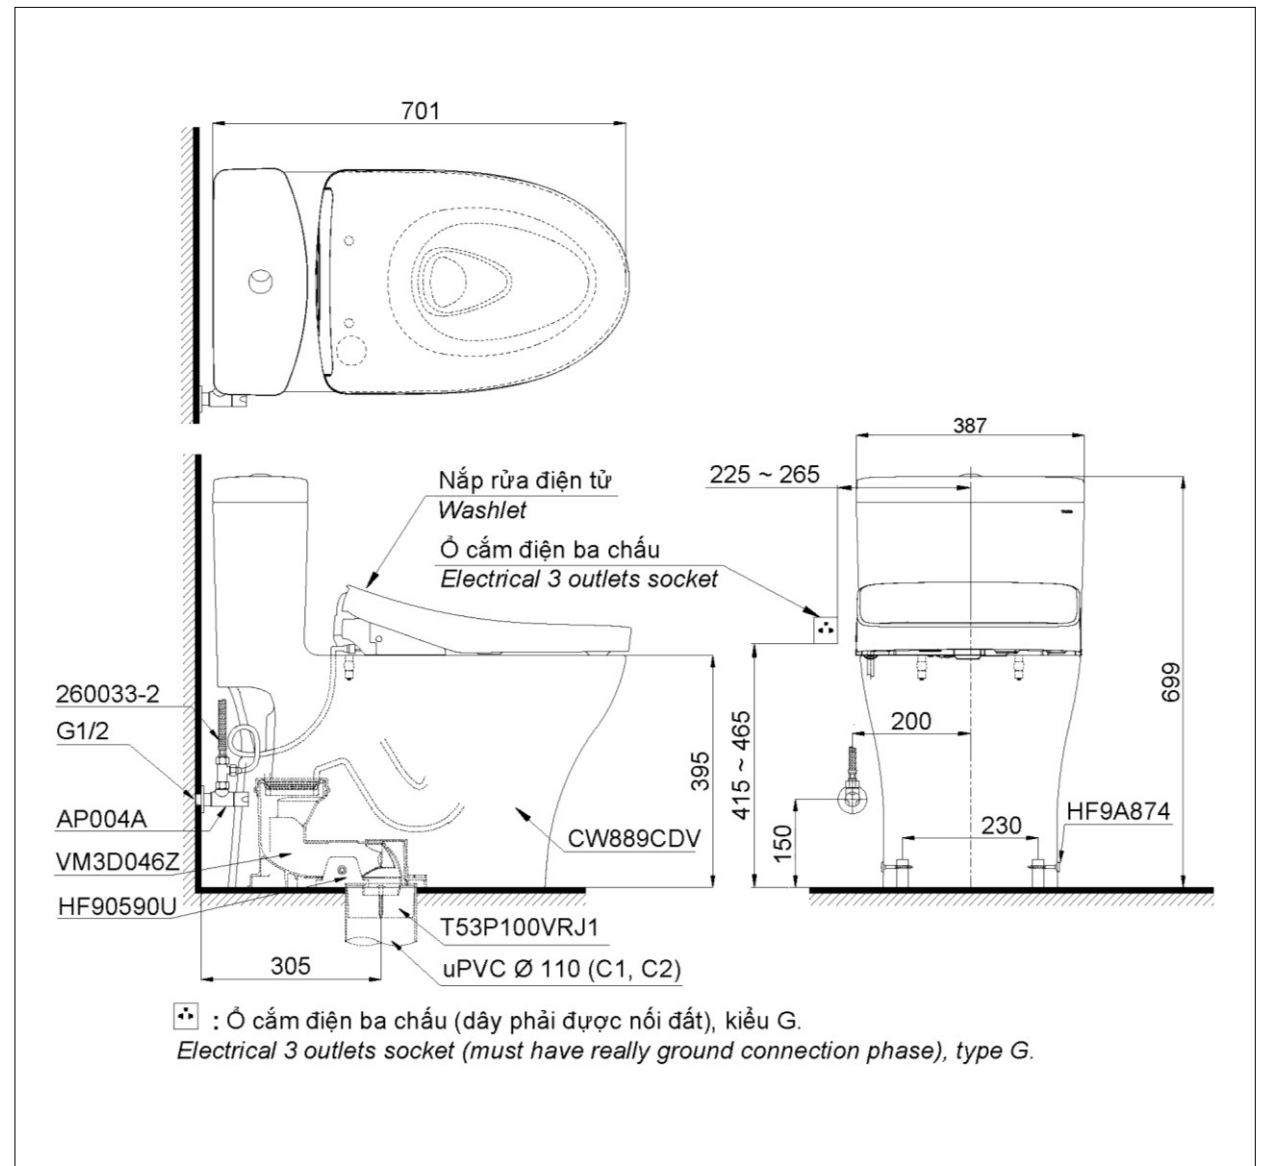 701
387
225 ~ 265
Nắp rửa điện tử
Washlet
Ổ cắm điện ba chấu
Electrical 3 outlets socket
260033-2
G1/2
AP004A
VM3D046Z
HF90590U
395
415 ~ 465
200
150
230
699
HF9A874
CW889CDV
T53P100VRJ1
uPVC Ø 110 (C1, C2)
305
: Ổ cắm điện ba chấu (dây phải được nối đất), kiểu G.
Electrical 3 outlets socket (must have really ground connection phase), type G.